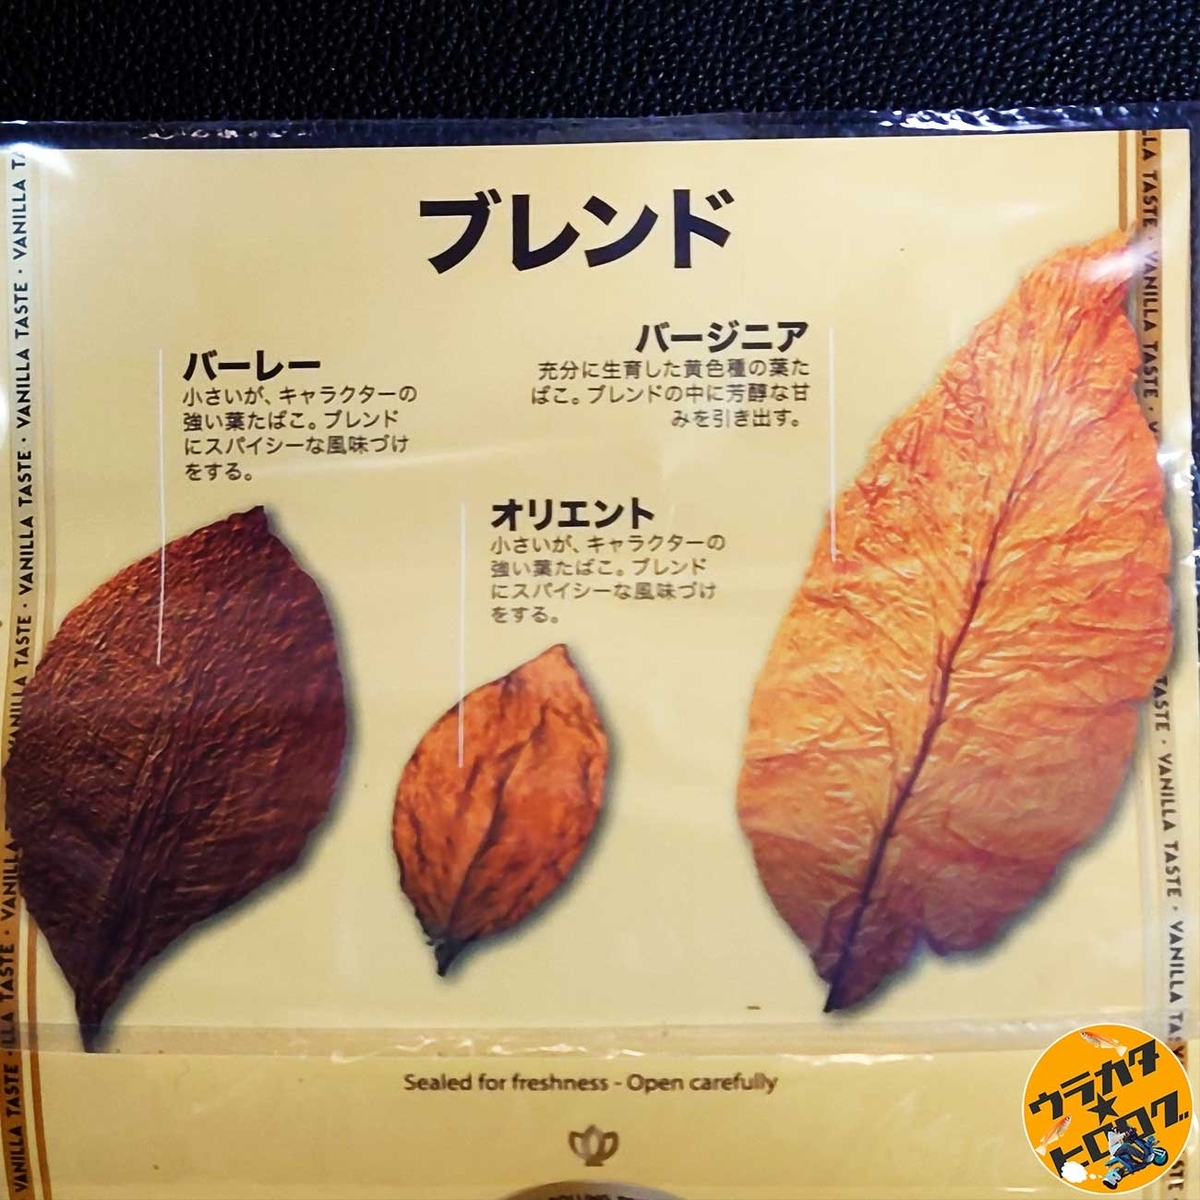 ブレンド
バーレー
小さいが、キャラクターの
強い葉たばこ。ブレンド
にスパイシーな風味づけ
をする。
バージニア
充分に生育した黄色種の葉た
ばこ。ブレンドの中に芳醇な甘
みを引き出す。
オリエント
小さいが、キャラクターの
強い葉たばこ。ブレンド
にスパイシーな風味づけ
をする。
VANILLA TASTE · VANILLA TASTE · VANILLA TASTE · VANILLA TASTE · VANILLA TASTE
VANILLA TASTE · VANILLA TASTE · VANILLA TASTE · VANILLA
Sealed for freshness - Open carefully
ウラカタ
★
ヒロログ